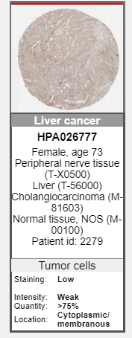 Liver cancer
HPA026777
Female, age 73
Peripheral nerve tissue
(T-X0500)
Liver (T-56000)
Cholangiocarcinoma (M-
81603)
Normal tissue, NOS (M-
00100)
Patient id: 2279
Tumor cells
Staining: Low
Intensity: Weak
Quantity: >75%
Location: Cytoplasmic/
membranous